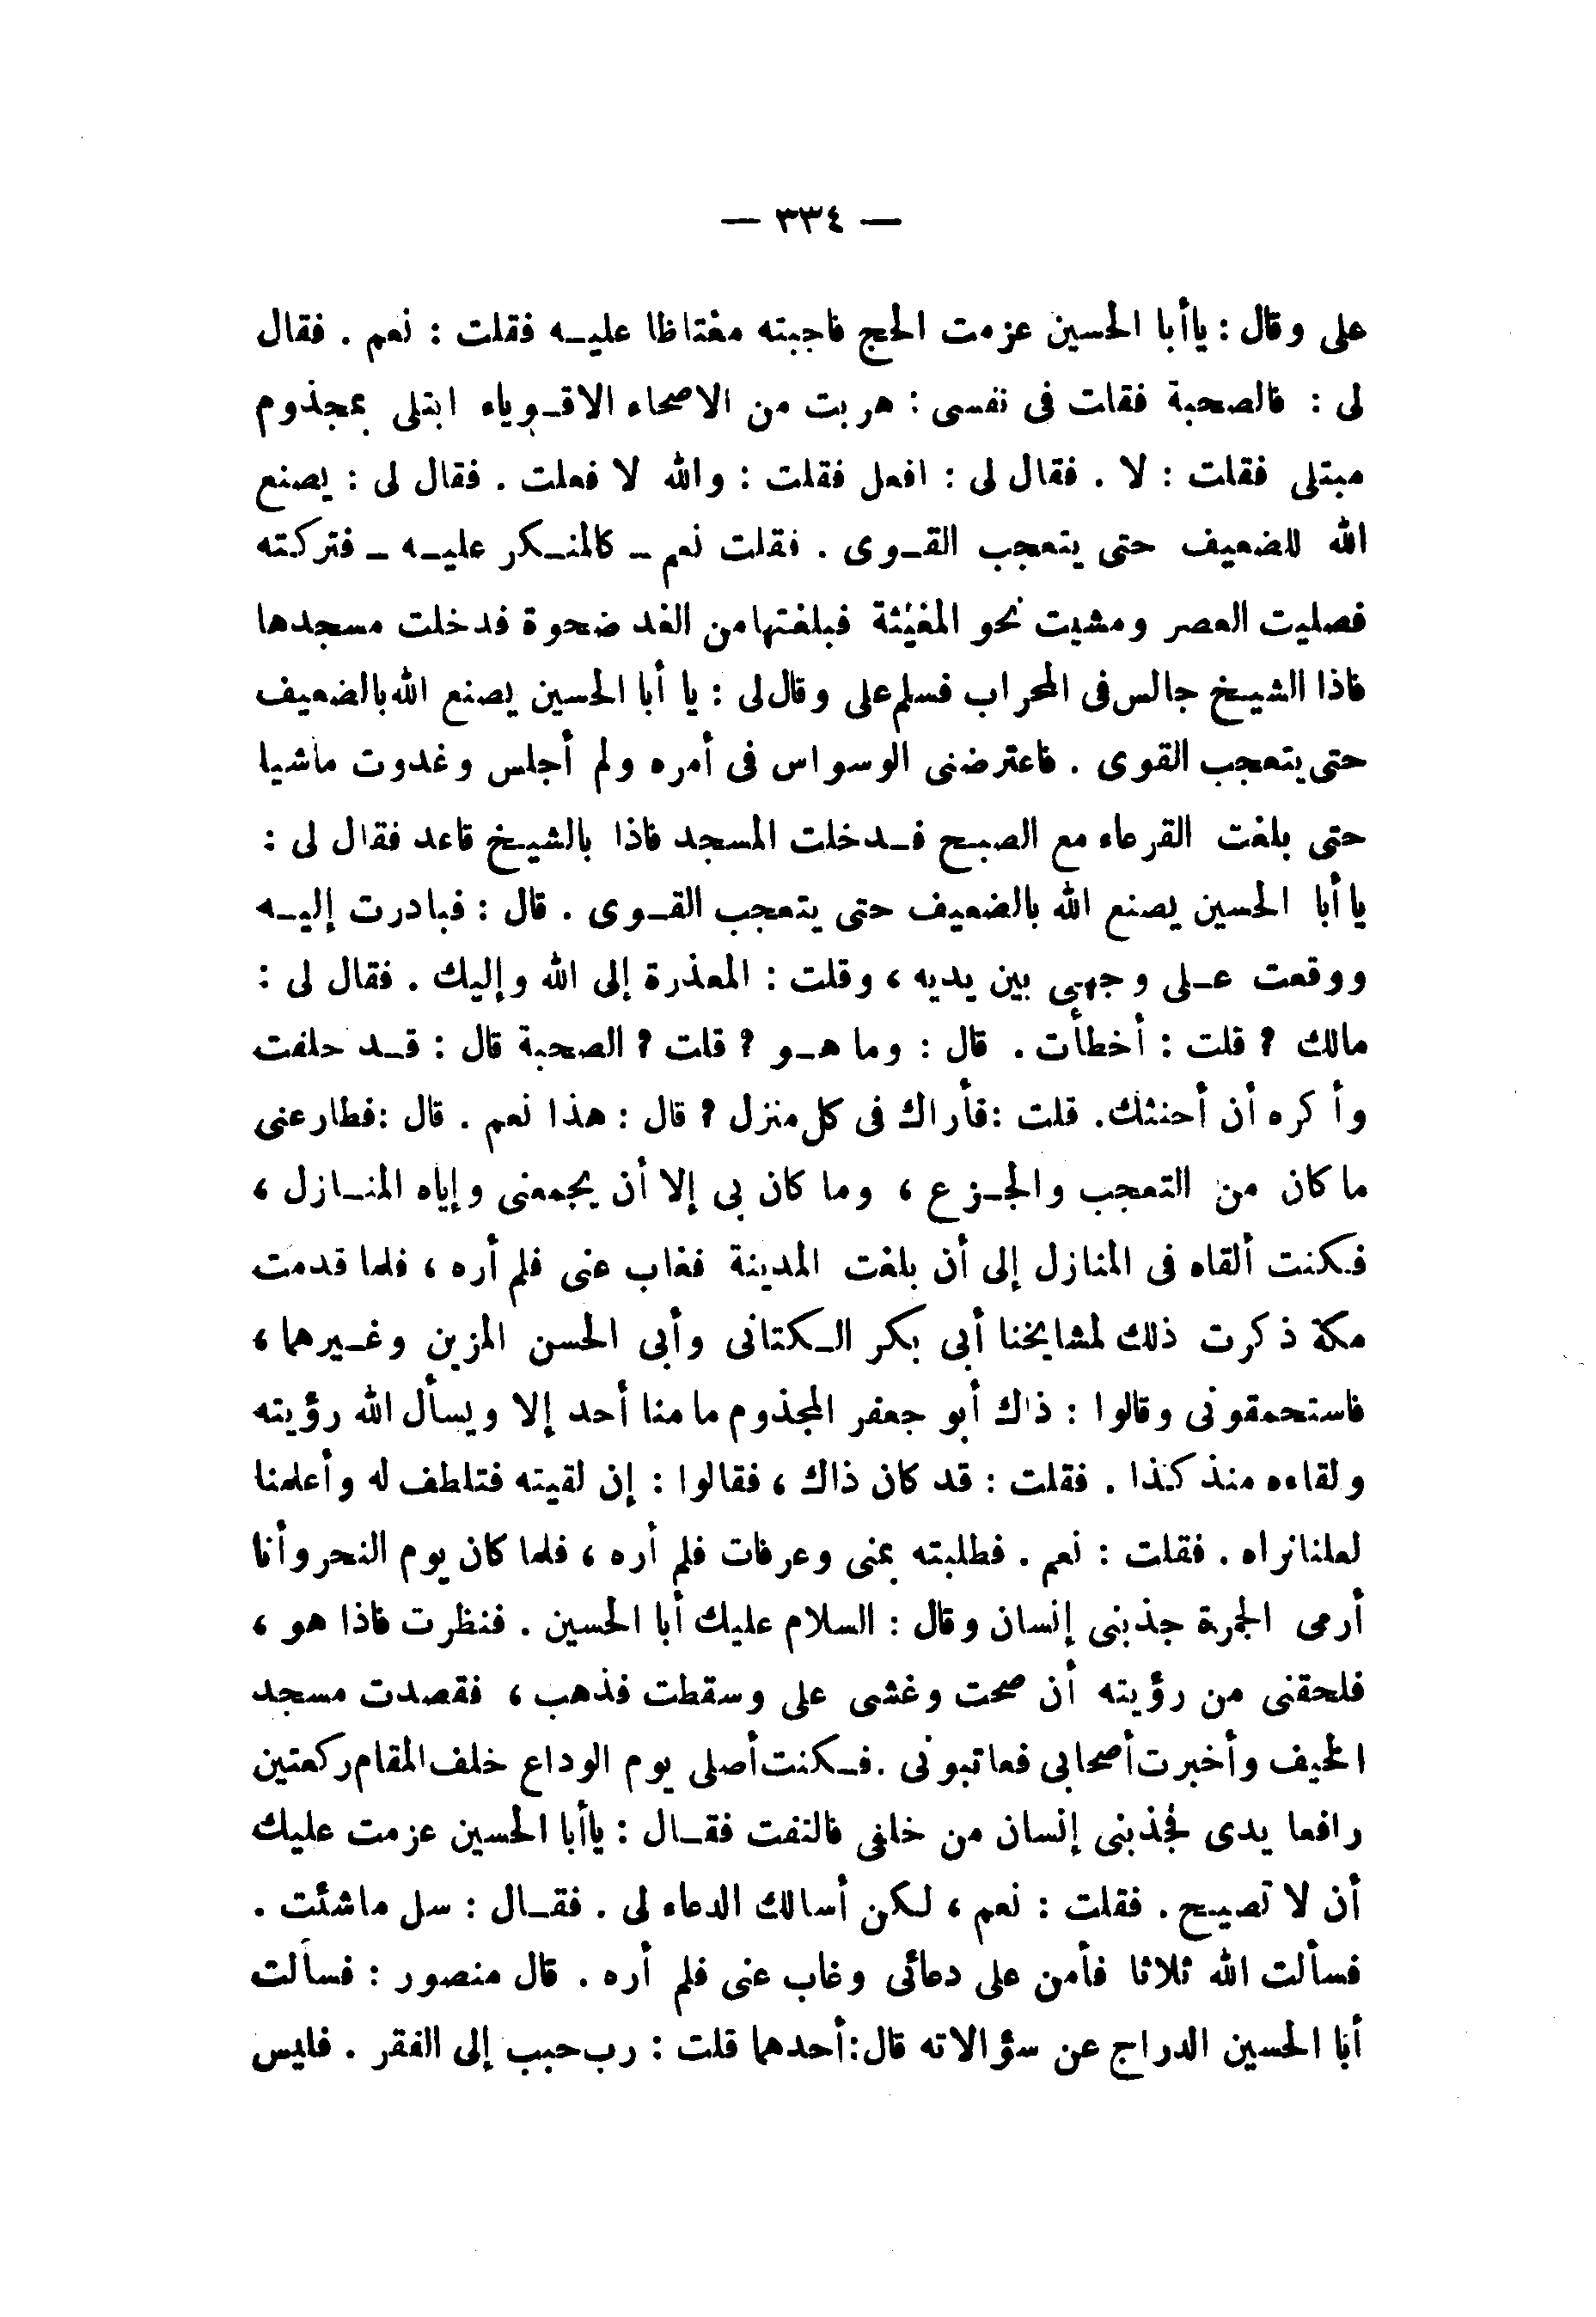 — ٣٣٤ —
على وقال : ياأبا الحسين عزمت الحج فاجبته مغتاظا عليه فقلت : نعم . فقال
لى : فالصحبة فقلت فى نفسى : هربت من الاصحاء الاقوياء ابتلى بمجذوم
مبتلى فقلت : لا . فقال لى : افعل فقلت : والله لا فعلت . فقال لى : يصنع
الله للضعيف حتى يتعجب القوى . فقلت نعم - كالمنكر عليه - فتركته
فصليت العصر ومشيت نحو المغيثة فبلغتها من الغد ضحوة فدخلت مسجدها
فاذا الشيخ جالس فى المحراب فسلم على وقال لى : يا أبا الحسين يصنع الله بالضعيف
حتى يتعجب القوى . فاعترضنى الوسواس فى أمره ولم أجلس وغدوت ماشيا
حتى بلغت القرعاء مع الصبح فدخلت المسجد فاذا بالشيخ قاعد فقال لى :
يا أبا الحسين يصنع الله بالضعيف حتى يتعجب القوى . قال : فبادرت إليه
ووقعت على وجهى بين يديه ، وقلت : المعذرة إلى الله وإليك . فقال لى :
مالك ؟ قلت : أخطأت . قال : وما هو ؟ قلت ؟ الصحبة قال : قد حلفت
وأكره أن أحنثك. قلت : فأراك فى كل منزل ؟ قال : هذا نعم . قال : فطار عنى
ما كان من التعجب والجزع ، وما كان بى إلا أن يجمعنى وإياه المنازل ،
فكنت ألقاه فى المنازل إلى أن بلغت المدينة فغاب عنى فلم أره ، فلما قدمت
مكة ذكرت ذلك لمشايخنا أبى بكر الكتانى وأبى الحسن المزين وغيرهما ،
فاستحمقونى وقالوا : ذاك أبو جعفر المجذوم ما منا أحد إلا ويسأل الله رؤيته
ولقاءه منذ كذا . فقلت : قد كان ذاك ، فقالوا : إن لقيته فتلطف له وأعلمنا
لعلنا نراه . فقلت : نعم . فطلبته بمنى وعرفات فلم أره ، فلما كان يوم النحر وأنا
أرمى الجمرة جذبنى إنسان وقال : السلام عليك أبا الحسين . فنظرت فاذا هو ،
فلحقنى من رؤيته أن صحت وغشى على وسقطت فذهب ، فقصدت مسجد
الخيف وأخبرت أصحابى فعاتبونى . فكنت أصلى يوم الوداع خلف المقام ركعتين
رافعا يدى فجذبنى إنسان من خلفى فالتفت فقال : ياأبا الحسين عزمت عليك
أن لا تصيح . فقلت : نعم ، لكن أسالك الدعاء لى . فقال : سل ماشئت .
فسألت الله ثلاثا فأمن على دعائى وغاب عنى فلم أره . قال منصور : فسألت
أبا الحسين الدراج عن سؤالاته قال : أحدهما قلت : رب حبب إلى الفقر . فليس